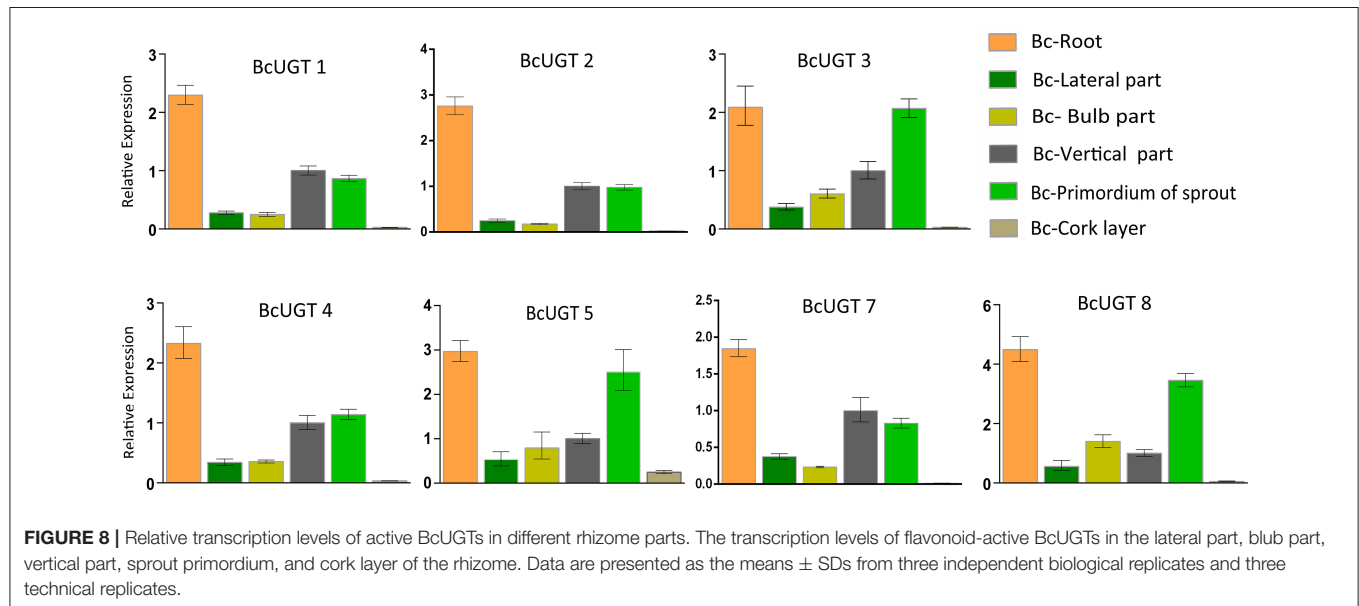 BcUGT 1
Relative Expression
3
2
1
0
BcUGT 2
4
3
2
1
0
BcUGT 3
3
2
1
0
Bc-Root
Bc-Lateral part
Bc- Bulb part
Bc-Vertical part
Bc-Primordium of sprout
Bc-Cork layer
BcUGT 4
Relative Expression
3
2
1
0
BcUGT 5
4
3
2
1
0
BcUGT 7
2.5
2.0
1.5
1.0
0.5
0.0
BcUGT 8
6
4
2
0
FIGURE 8 | Relative transcription levels of active BcUGTs in different rhizome parts. The transcription levels of flavonoid-active BcUGTs in the lateral part, blub part,
vertical part, sprout primordium, and cork layer of the rhizome. Data are presented as the means ± SDs from three independent biological replicates and three
technical replicates.